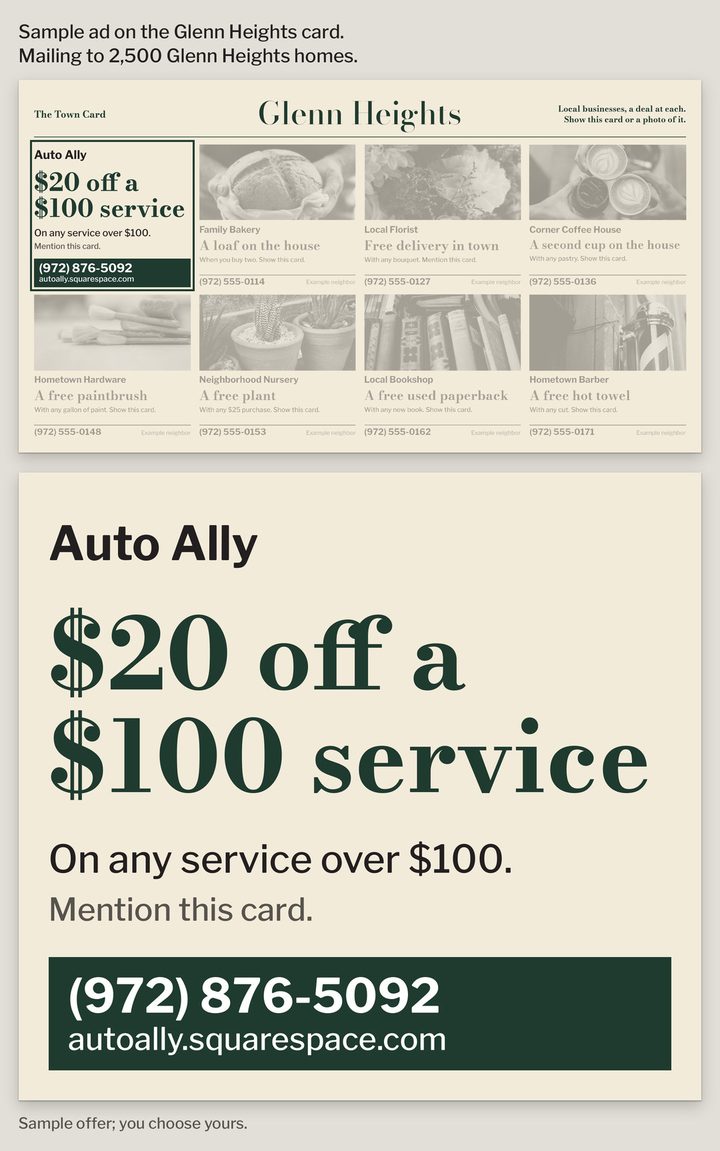 Sample ad on the Glenn Heights card.
Mailing to 2,500 Glenn Heights homes.
The Town Card
Glenn Heights
Local businesses, a deal at each.
Show this card or a photo of it.
Auto Ally
$20 off a
$100 service
On any service over $100.
Mention this card.
(972) 876-5092
autoally.squarespace.com
Family Bakery
A loaf on the house
When you buy two. Show this card.
(972) 555-0114
Example neighbor
Local Florist
Free delivery in town
With any bouquet. Mention this card.
(972) 555-0127
Example neighbor
Corner Coffee House
A second cup on the house
With any pastry. Show this card.
(972) 555-0136
Example neighbor
Hometown Hardware
A free paintbrush
With any gallon of paint. Show this card.
(972) 555-0148
Example neighbor
Neighborhood Nursery
A free plant
With any $25 purchase. Show this card.
(972) 555-0153
Example neighbor
Local Bookshop
A free used paperback
With any new book. Show this card.
(972) 555-0162
Example neighbor
Hometown Barber
A free hot towel
With any cut. Show this card.
(972) 555-0171
Example neighbor
Auto Ally
$20 off a
$100 service
On any service over $100.
Mention this card.
(972) 876-5092
autoally.squarespace.com
Sample offer; you choose yours.